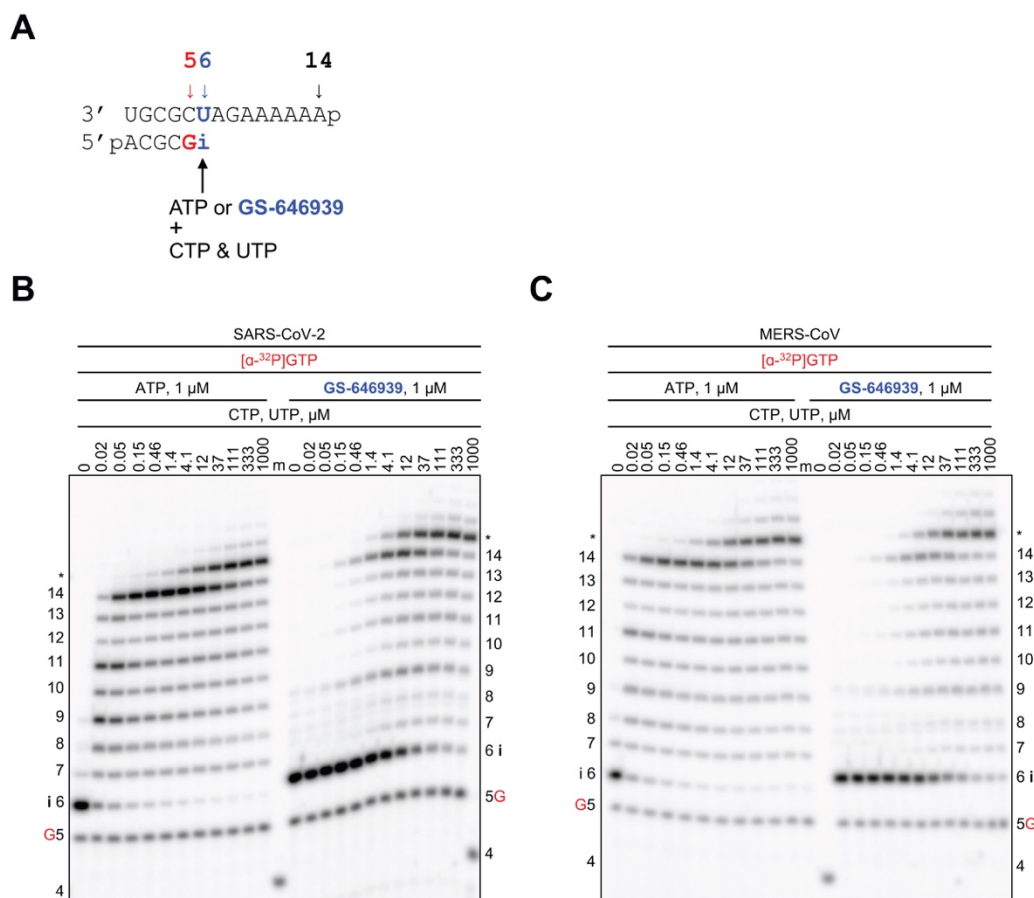 A
56 14
↓↓ ↓
3' UGCGCUAGAAAAAAp
5'pACGCGi
ATP or GS-646939
+
CTP & UTP
B
SARS-CoV-2
[α-³²P]GTP
ATP, 1 µM GS-646939, 1 µM
CTP, UTP, µM
0 0.02 0.05 0.15 0.46 1.4 4.1 12 37 111 333 1000 m 0 0.02 0.05 0.15 0.46 1.4 4.1 12 37 111 333 1000
*
14
13
12
11
10
9
8
7
i 6
G5
4
*
14
13
12
11
10
9
8
7
6 i
5G
4
C
MERS-CoV
[α-³²P]GTP
ATP, 1 µM GS-646939, 1 µM
CTP, UTP, µM
0 0.02 0.05 0.15 0.46 1.4 4.1 12 37 111 333 1000 m 0 0.02 0.05 0.15 0.46 1.4 4.1 12 37 111 333 1000
*
14
13
12
11
10
9
8
7
i 6
G5
4
*
14
13
12
11
10
9
8
7
6 i
5G
4